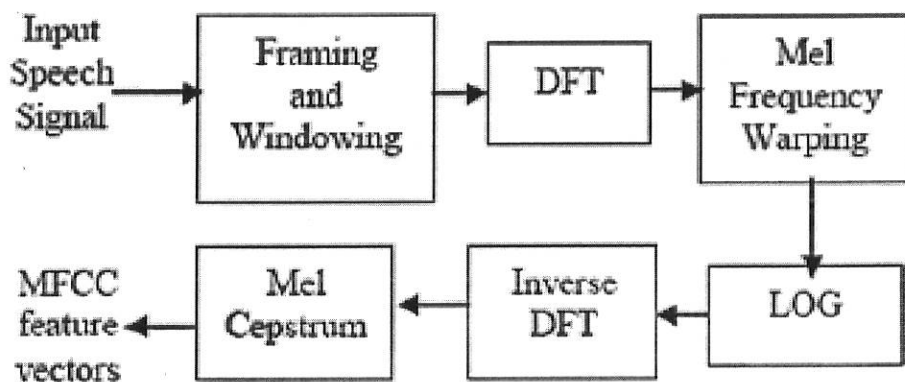 Input
Speech
Signal
Framing
and
Windowing
DFT
Mel
Frequency
Warping
LOG
Inverse
DFT
Mel
Cepstrum
MFCC
feature
vectors